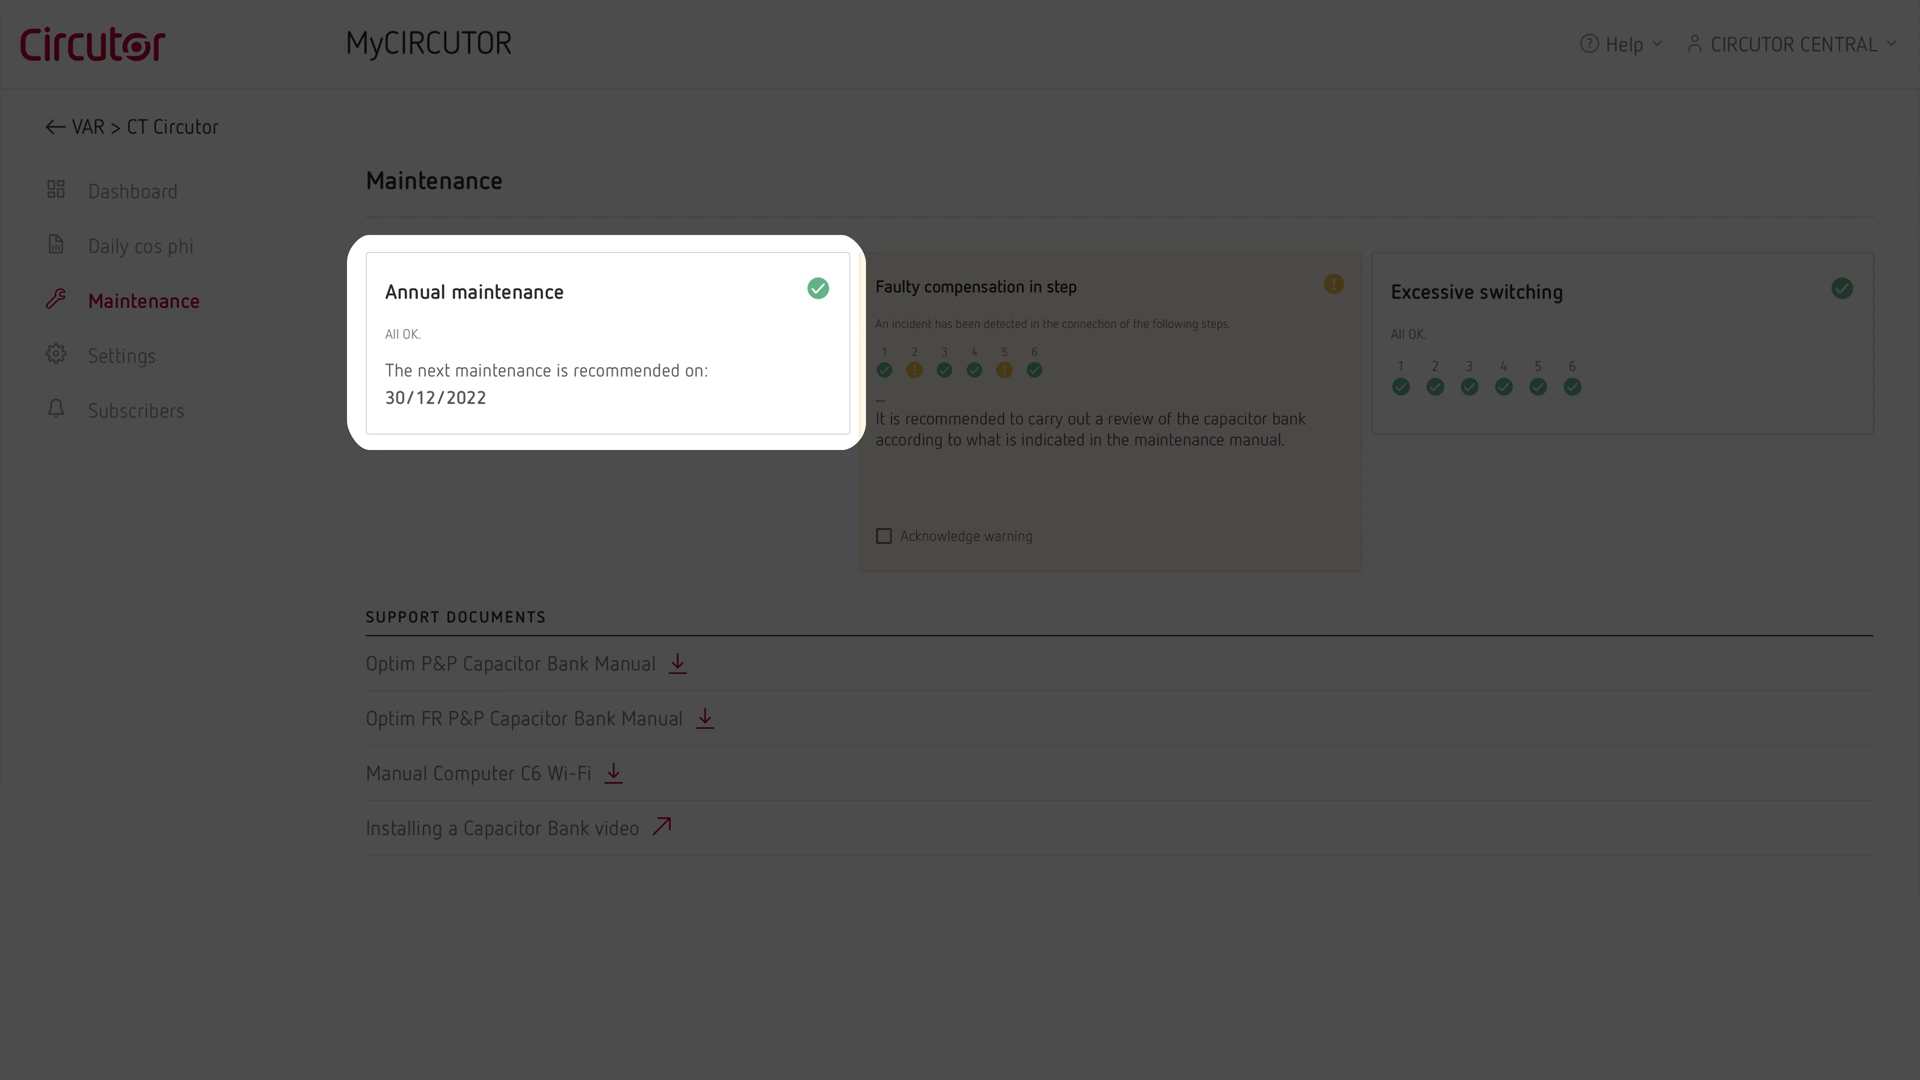 Circutor
MyCIRCUTOR
Help
CIRCUTOR CENTRAL
VAR > CT Circutor
Dashboard
Daily cos phi
Maintenance
Settings
Subscribers
Maintenance
Annual maintenance
All OK.
The next maintenance is recommended on:
30/12/2022
Faulty compensation in step
An incident has been detected in the connection of the following steps.
1 2 3 4 5 6
—
It is recommended to carry out a review of the capacitor bank
according to what is indicated in the maintenance manual.
Acknowledge warning
Excessive switching
All OK.
1 2 3 4 5 6
SUPPORT DOCUMENTS
Optim P&P Capacitor Bank Manual
Optim FR P&P Capacitor Bank Manual
Manual Computer C6 Wi-Fi
Installing a Capacitor Bank video